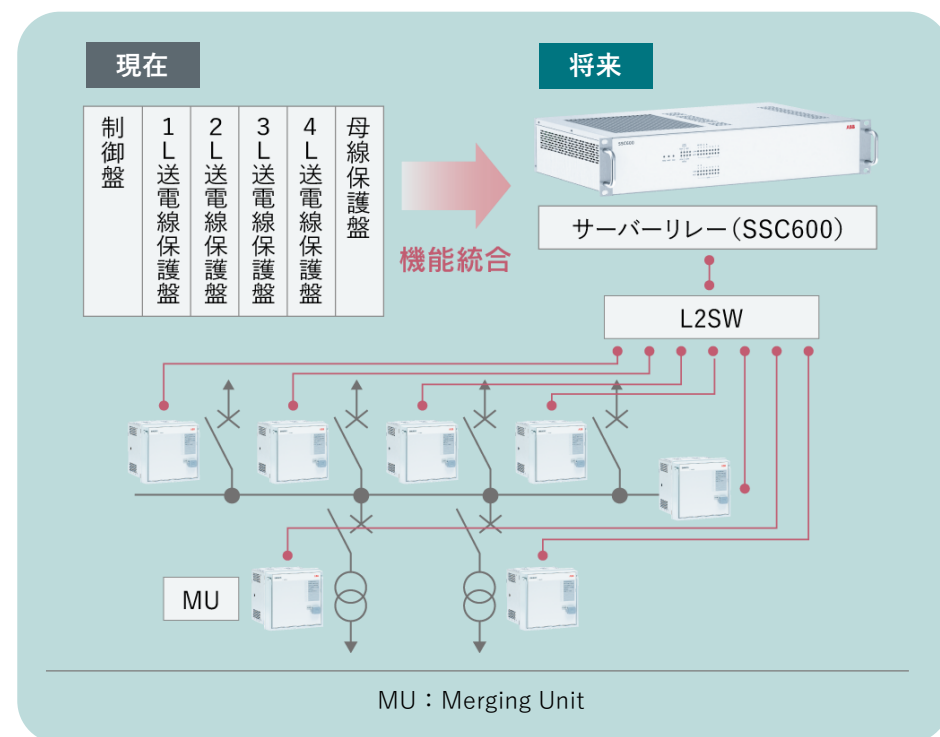 現在
将来
制御盤
1L送電線保護盤
2L送電線保護盤
3L送電線保護盤
4L送電線保護盤
母線保護盤
機能統合
ABB
SSC600
サーバーリレー(SSC600)
L2SW
MU
MU：Merging Unit